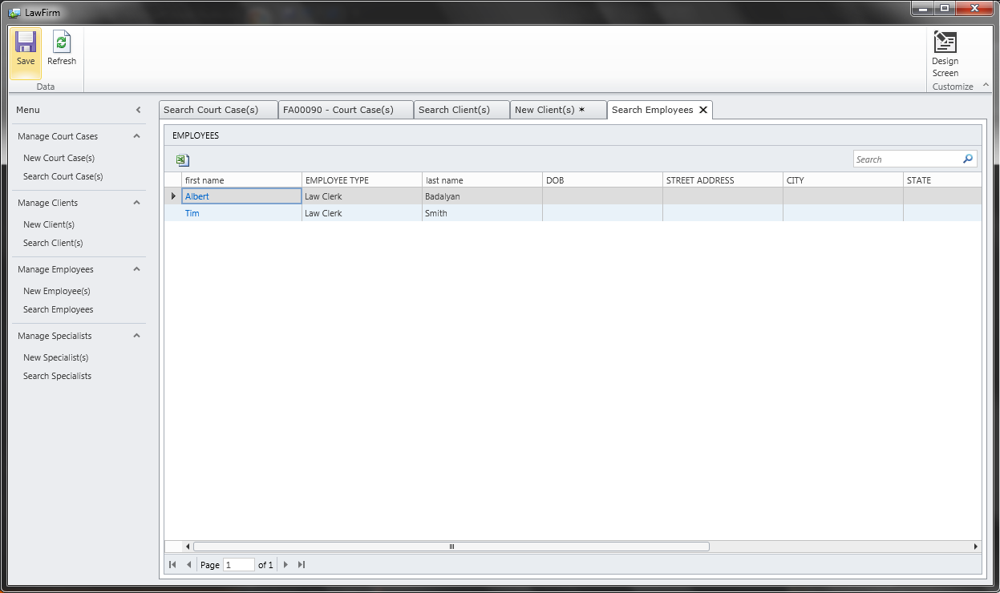 LawFirm
Save
Refresh
Data
Design
Screen
Customize
Menu
Manage Court Cases
New Court Case(s)
Search Court Case(s)
Manage Clients
New Client(s)
Search Client(s)
Manage Employees
New Employee(s)
Search Employees
Manage Specialists
New Specialist(s)
Search Specialists
Search Court Case(s) FA00090 - Court Case(s) Search Client(s) New Client(s) * Search Employees
EMPLOYEES
Search
first name EMPLOYEE TYPE last name DOB STREET ADDRESS CITY STATE
Albert Law Clerk Badalyan
Tim Law Clerk Smith
Page 1 of 1